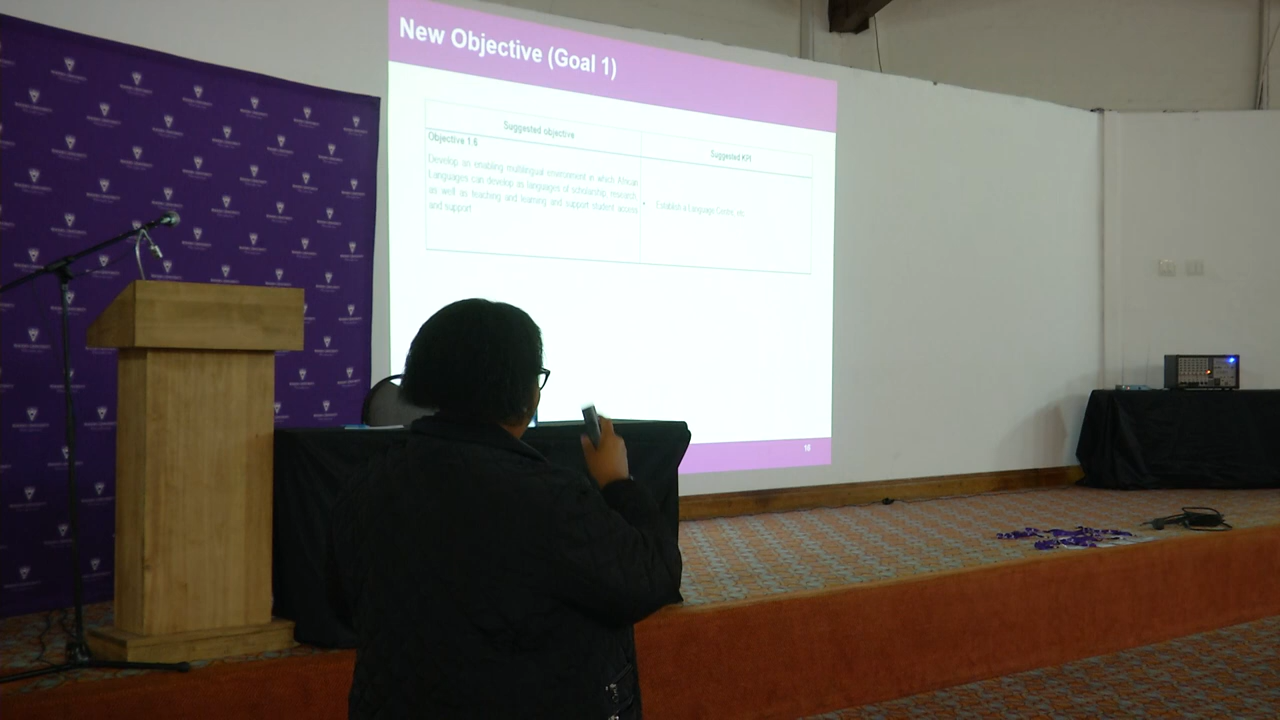 New Objective (Goal 1)
Suggested objective
Suggested KPI
Objective 1.6
Develop an enabling multilingual environment in which African
Languages can develop as languages of scholarship, research,
as well as teaching and learning and support student access
and support
• Establish a Language Centre, etc
16